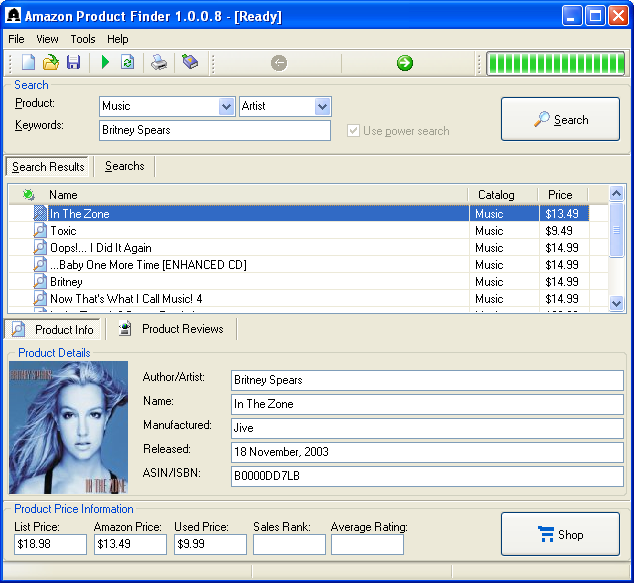 Amazon Product Finder 1.0.0.8 - [Ready]
File View Tools Help
Search
Product: Music Artist
Keywords: Britney Spears Use power search
Search
Search Results Searchs
Name Catalog Price
In The Zone Music $13.49
Toxic Music $9.49
Oops!... I Did It Again Music $14.99
...Baby One More Time [ENHANCED CD] Music $14.99
Britney Music $14.99
Now That's What I Call Music! 4 Music $14.99
Product Info Product Reviews
Product Details
BRITNEY SPEARS
IN THE ZONE
Author/Artist: Britney Spears
Name: In The Zone
Manufactured: Jive
Released: 18 November, 2003
ASIN/ISBN: B0000DD7LB
Product Price Information
List Price: Amazon Price: Used Price: Sales Rank: Average Rating:
$18.98 $13.49 $9.99
Shop